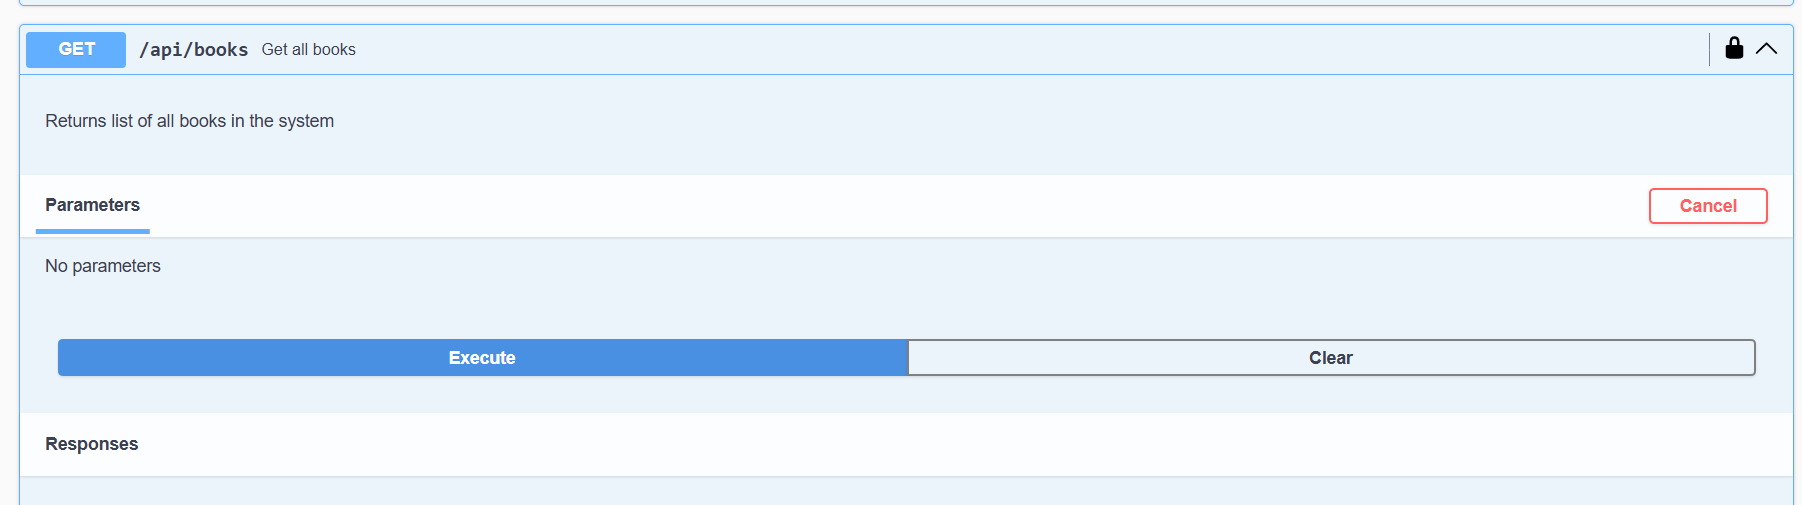 GET /api/books Get all books
Returns list of all books in the system
Parameters
Cancel
No parameters
Execute
Clear
Responses